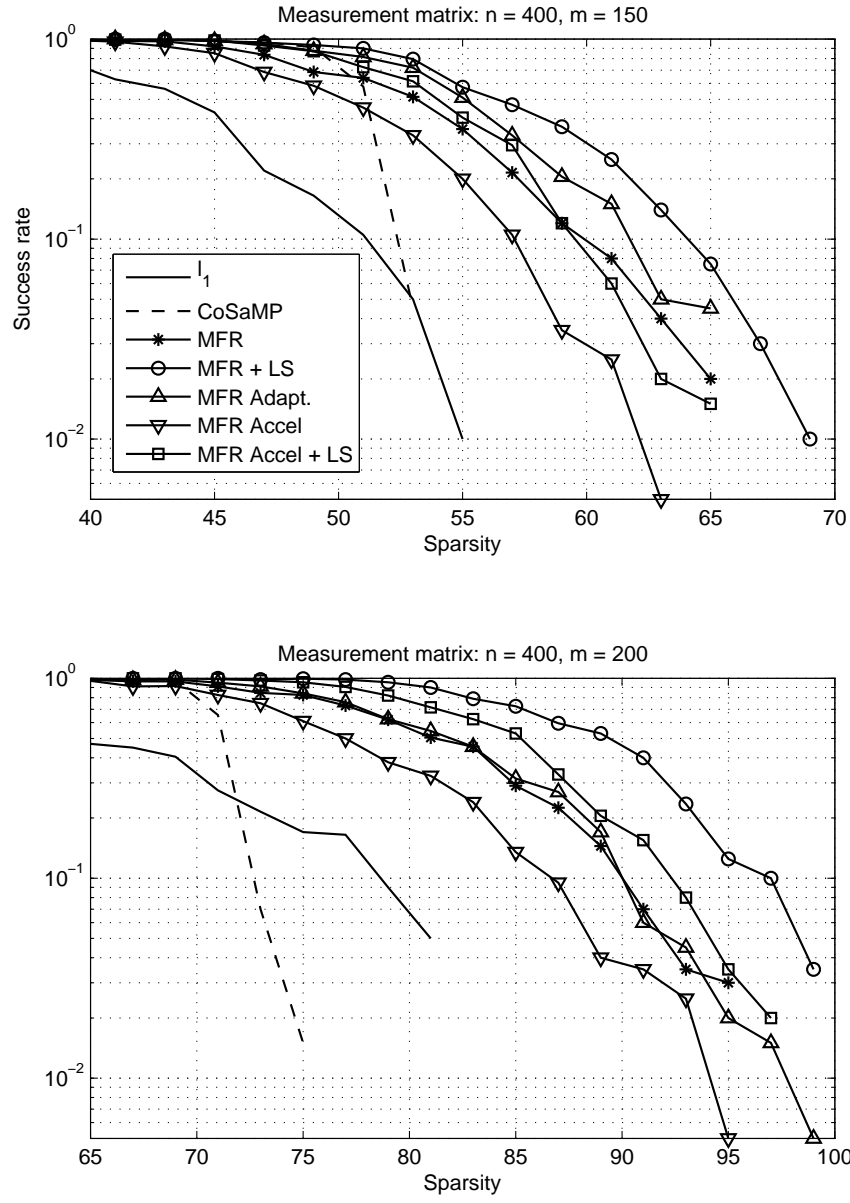 Measurement matrix: n = 400, m = 150
Success rate
10^0
10^-1
10^-2
l_1
CoSaMP
MFR
MFR + LS
MFR Adapt.
MFR Accel
MFR Accel + LS
40 45 50 55 60 65 70
Sparsity
Measurement matrix: n = 400, m = 200
10^0
10^-1
10^-2
65 70 75 80 85 90 95 100
Sparsity